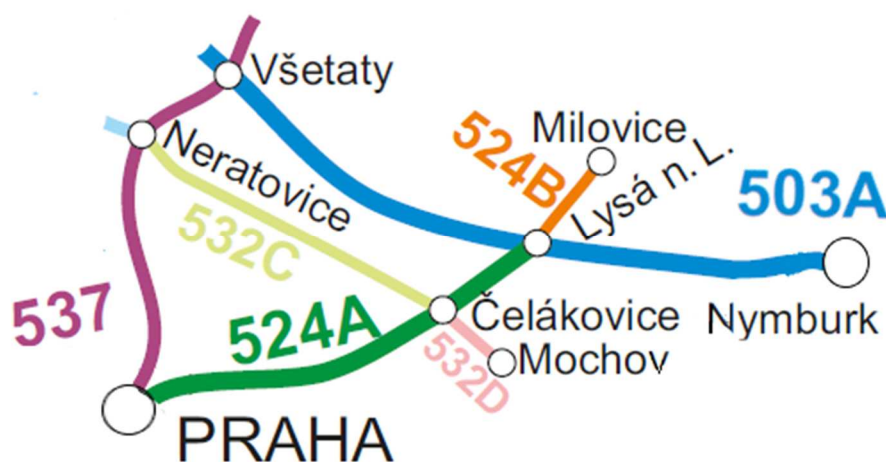 Všetaty
Milovice
524B
Lysá n. L.
503A
Neratovice
532C
537
524A
Čelákovice
Nymburk
532D
Mochov
PRAHA